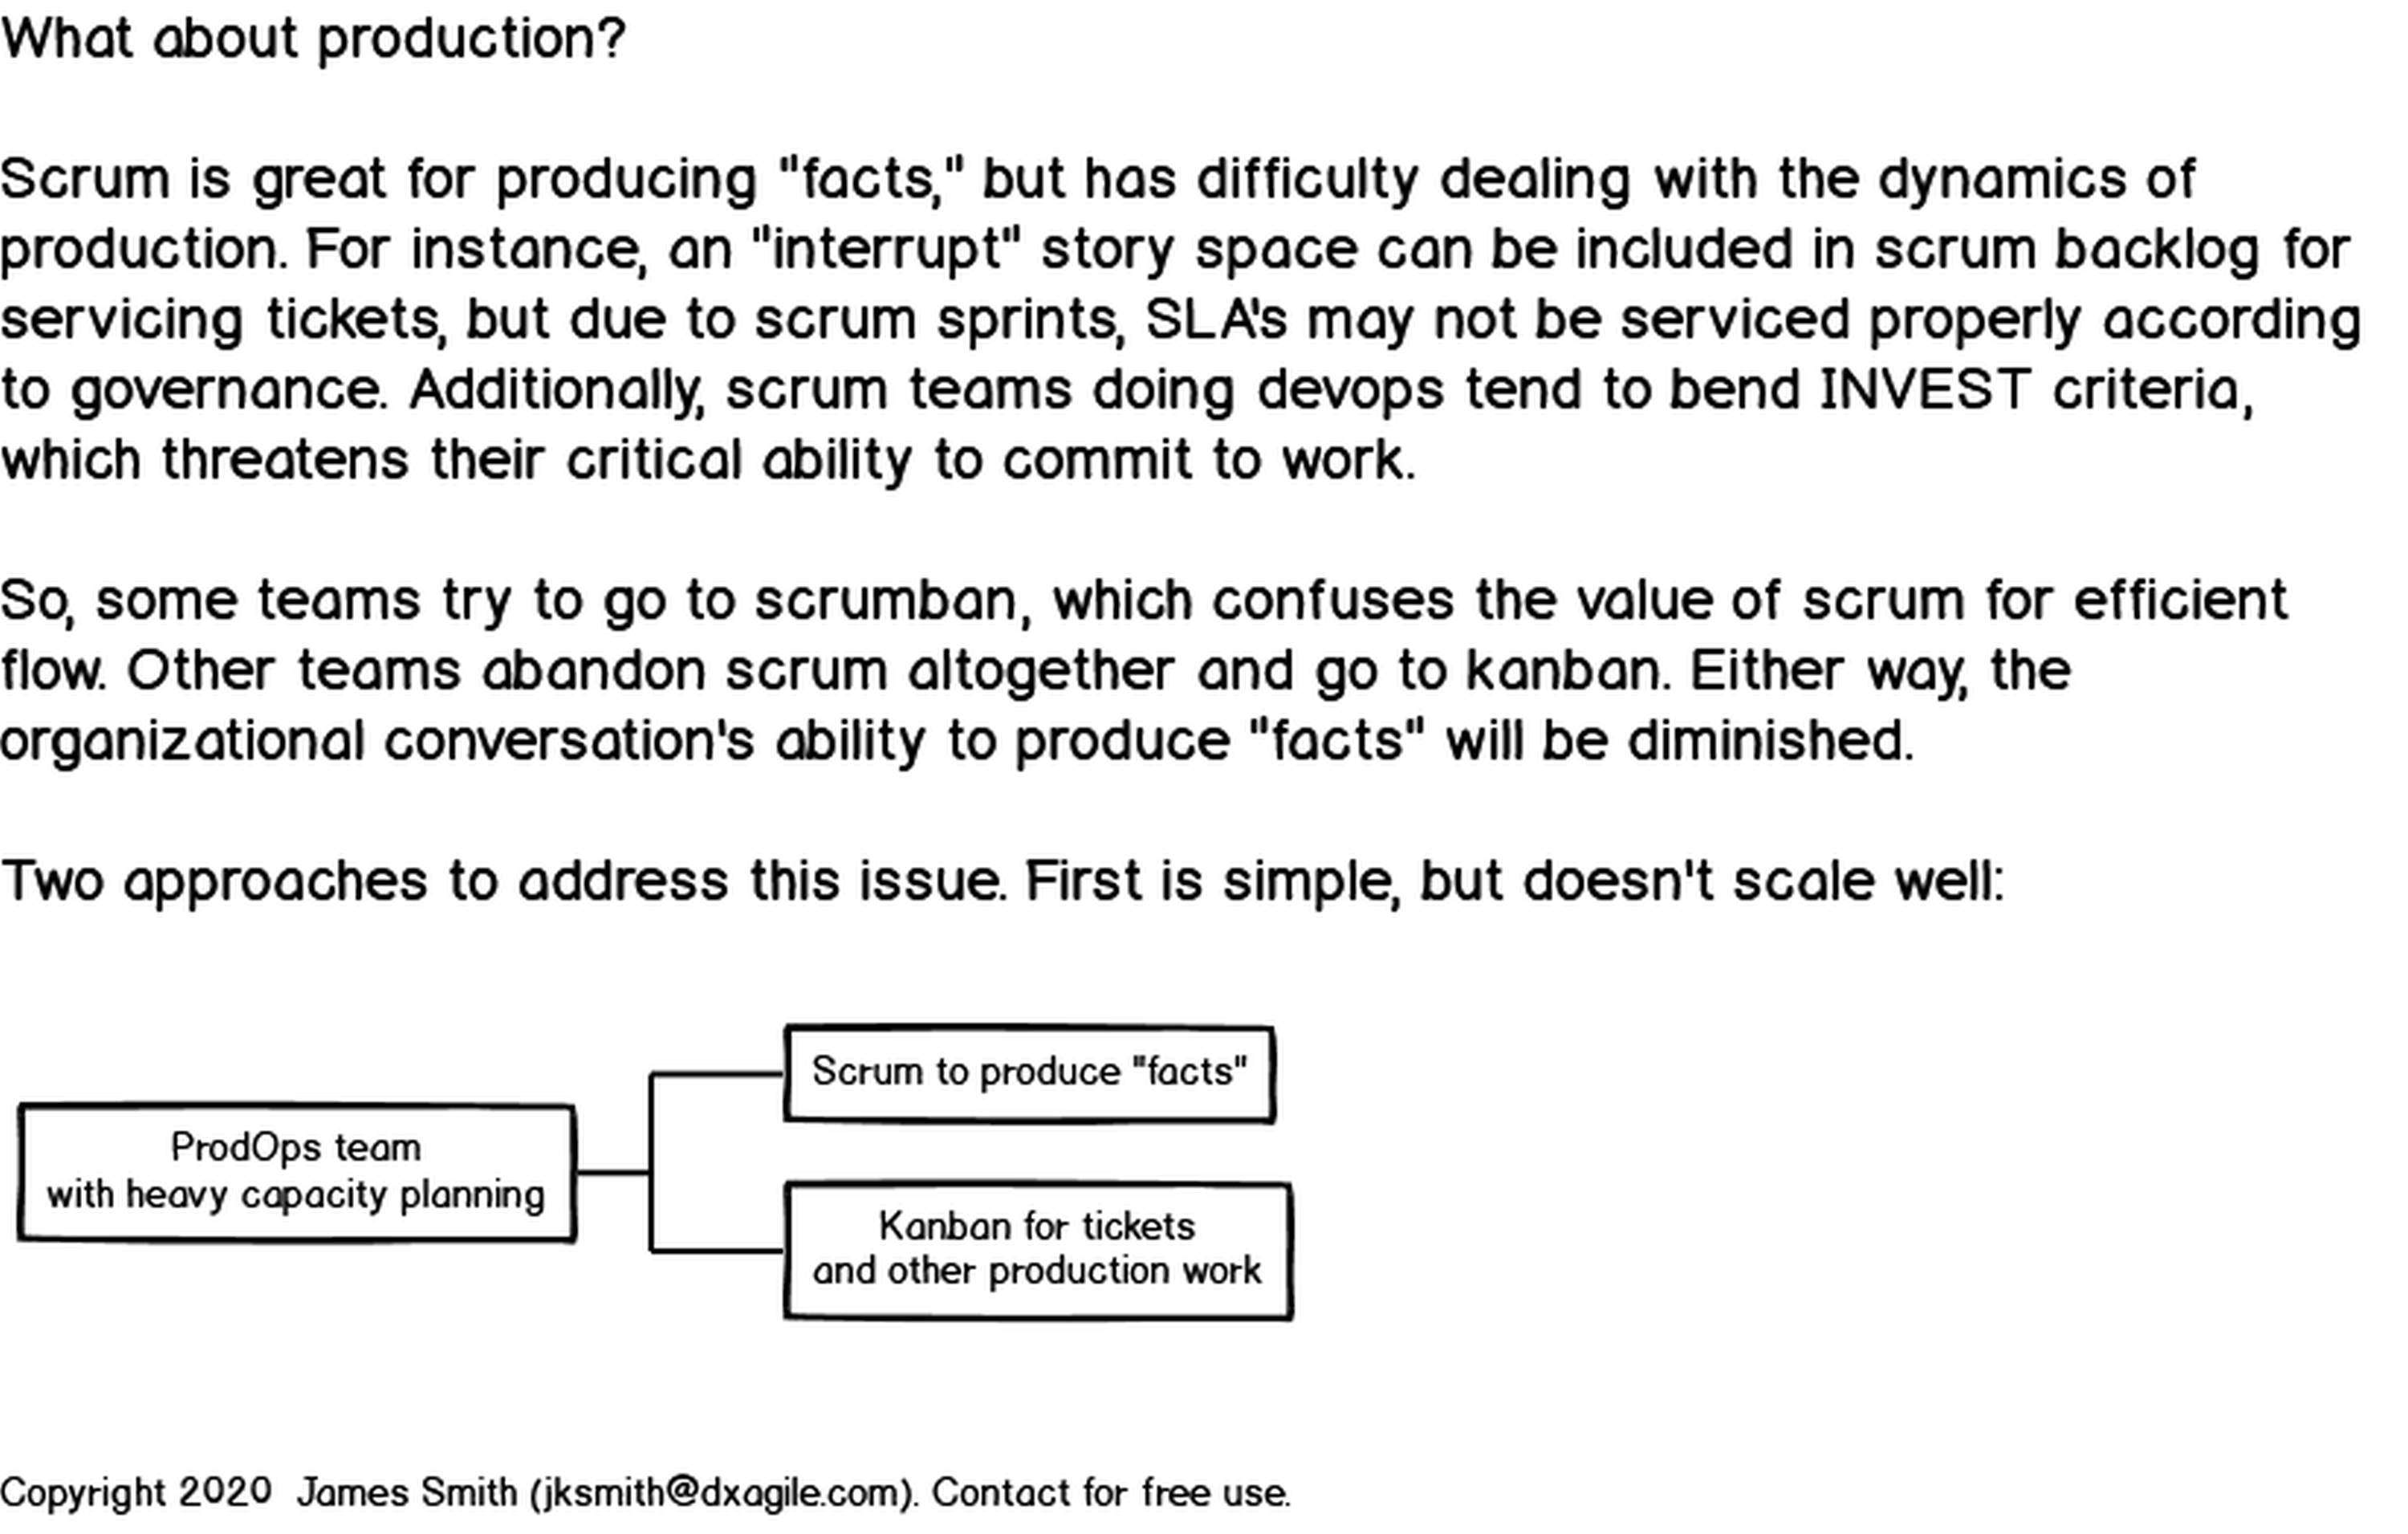 What about production?
Scrum is great for producing "facts," but has difficulty dealing with the dynamics of
production. For instance, an "interrupt" story space can be included in scrum backlog for
servicing tickets, but due to scrum sprints, SLA's may not be serviced properly according
to governance. Additionally, scrum teams doing devops tend to bend INVEST criteria,
which threatens their critical ability to commit to work.
So, some teams try to go to scrumban, which confuses the value of scrum for efficient
flow. Other teams abandon scrum altogether and go to kanban. Either way, the
organizational conversation's ability to produce "facts" will be diminished.
Two approaches to address this issue. First is simple, but doesn't scale well:
Scrum to produce "facts"
ProdOps team
with heavy capacity planning
Kanban for tickets
and other production work
Copyright 2020 James Smith (jksmith@dxagile.com). Contact for free use.